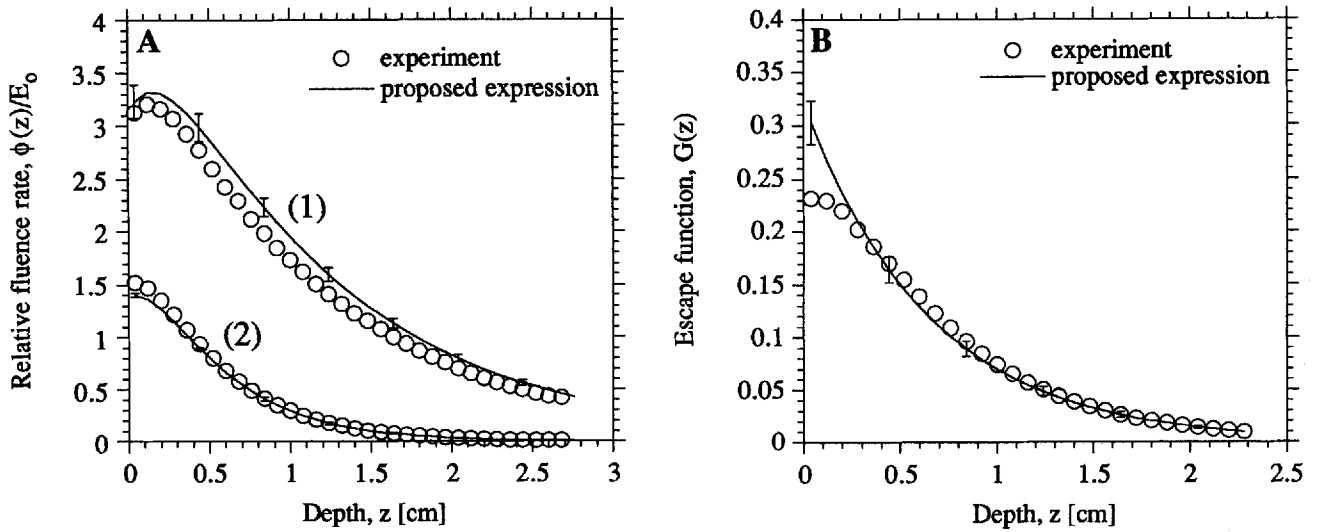 A
experiment
proposed expression
(1)
(2)
4
3.5
3
2.5
2
1.5
1
0.5
0
0 0.5 1 1.5 2 2.5 3
Relative fluence rate, ϕ(z)/Eo
Depth, z [cm]
B
experiment
proposed expression
0.4
0.35
0.3
0.25
0.2
0.15
0.1
0.05
0
0 0.5 1 1.5 2 2.5
Escape function, G(z)
Depth, z [cm]